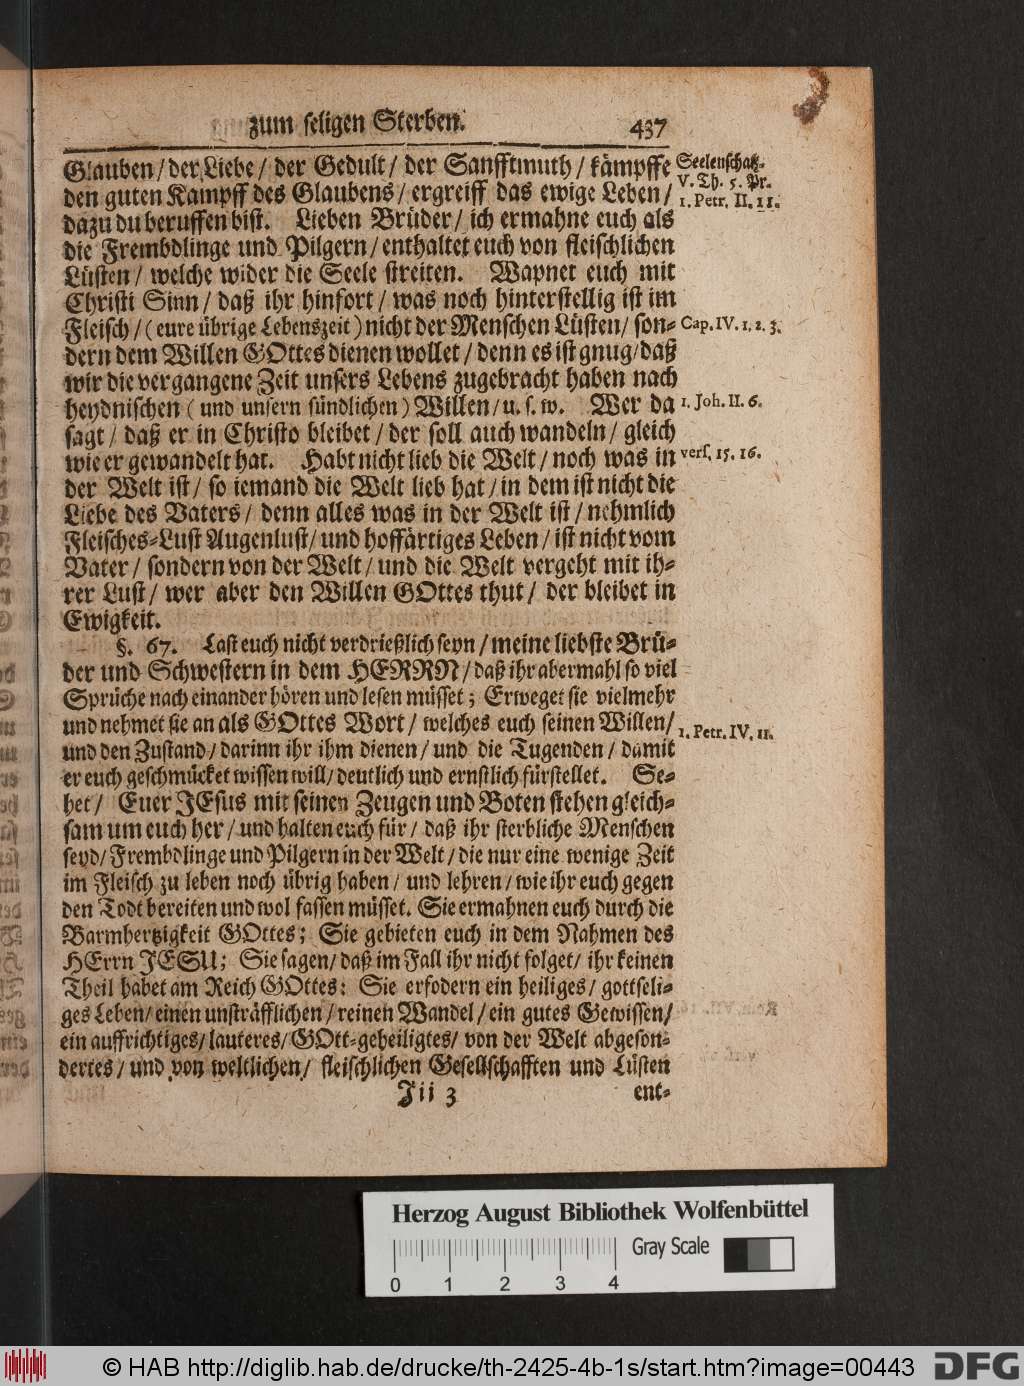 zum seligen Sterben. 437
Glauben/ der Liebe/ der Gedult/ der Sanfftmuth/ kämpffe
den guten Kampff des Glaubens/ ergreiff das ewige Leben/
dazu du beruffen bist. Lieben Brüder/ ich ermahne euch als
die Frembdlinge und Pilgern/ enthaltet euch von fleischlichen
Lüsten/ welche wider die Seele streiten. Wapnet euch mit
Christi Sinn/ daß ihr hinfort/ was noch hinterstellig ist im
Fleisch/ (eure übrige Lebenszeit) nicht der Menschen Lüsten/ son-
dern dem Willen GOttes dienen wollet/ denn es ist gnug/ daß
wir die vergangene Zeit unsers Lebens zugebracht haben nach
heydnischen (und unsern sündlichen) Willen/ u. s. w. Wer da
sagt/ daß er in Christo bleibet/ der soll auch wandeln/ gleich
wie er gewandelt hat. Habt nicht lieb die Welt/ noch was in
der Welt ist/ so iemand die Welt lieb hat/ in dem ist nicht die
Liebe des Vaters/ denn alles was in der Welt ist/ nehmlich
Fleisches-Lust Augenlust/ und hoffärtiges Leben/ ist nicht vom
Vater/ sondern von der Welt/ und die Welt vergeht mit ih-
rer Lust/ wer aber den Willen GOttes thut/ der bleibet in
Ewigkeit.
§. 67. Last euch nicht verdrießlich seyn/ meine liebste Brü-
der und Schwestern in dem HERRN/ daß ihr abermahl so viel
Sprüche nach einander hören und lesen müsset; Erweget sie vielmehr
und nehmet sie an als GOttes Wort/ welches euch seinen Willen/
und den Zustand/ darinn ihr ihm dienen/ und die Tugenden/ damit
er euch geschmücket wissen will/ deutlich und ernstlich fürstellet. Se-
het/ Euer JEsus mit seinen Zeugen und Boten stehen gleich-
sam um euch her/ und halten euch für/ daß ihr sterbliche Menschen
seyd/ Frembdlinge und Pilgern in der Welt/ die nur eine wenige Zeit
im Fleisch zu leben noch übrig haben/ und lehren/ wie ihr euch gegen
den Todt bereiten und wol fassen müsset. Sie ermahnen euch durch die
Barmhertzigkeit GOttes; Sie gebieten euch in dem Nahmen des
HErrn JESU; Sie sagen/ daß im Fall ihr nicht folget/ ihr keinen
Theil habet am Reich GOttes: Sie erfodern ein heiliges/ gottseli-
ges Leben/ einen unsträfflichen/ reinen Wandel/ ein gutes Gewissen/
ein auffrichtiges/ lauteres/ GOtt-geheiligtes/ von der Welt abgeson-
dertes/ und von weltlichen/ fleischlichen Gesellschafften und Lüsten
Jii 3 ent-
Seelenschatz.
V. Th. 5. Pr.
1. Petr. II. 11.
Cap. IV. 1. 2. 3.
1. Joh. II. 6.
vers. 15. 16.
1. Petr. IV. 11.
Herzog August Bibliothek Wolfenbüttel
Gray Scale
0 1 2 3 4
© HAB http://diglib.hab.de/drucke/th-2425-4b-1s/start.htm?image=00443
DFG